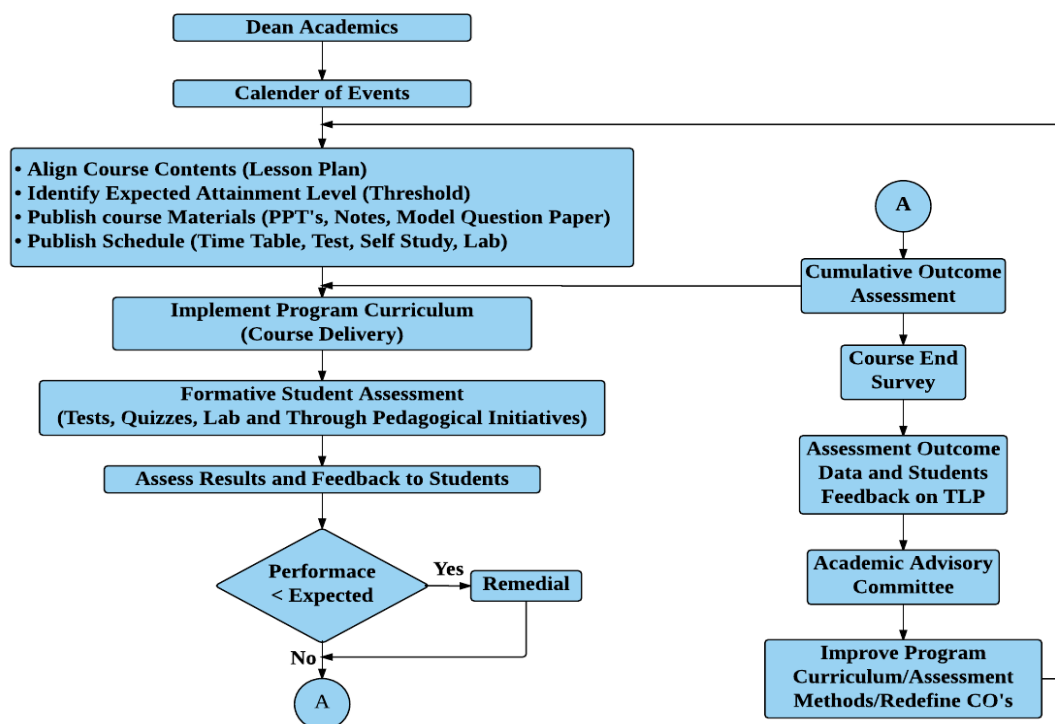 Dean Academics
Calender of Events
• Align Course Contents (Lesson Plan)
• Identify Expected Attainment Level (Threshold)
• Publish course Materials (PPT's, Notes, Model Question Paper)
• Publish Schedule (Time Table, Test, Self Study, Lab)
Implement Program Curriculum
(Course Delivery)
Formative Student Assessment
(Tests, Quizzes, Lab and Through Pedagogical Initiatives)
Assess Results and Feedback to Students
Performace
< Expected
Yes
Remedial
No
A
A
Cumulative Outcome
Assessment
Course End
Survey
Assessment Outcome
Data and Students
Feedback on TLP
Academic Advisory
Committee
Improve Program
Curriculum/Assessment
Methods/Redefine CO's